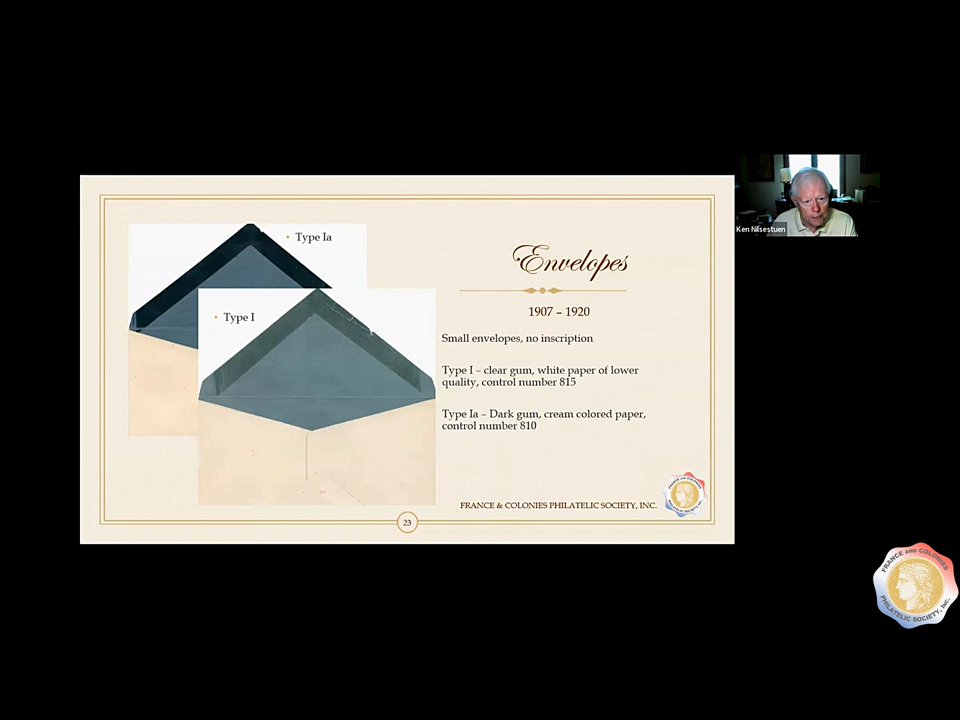 Type Ia
Type I
Envelopes
1907 – 1920
Small envelopes, no inscription
Type I – clear gum, white paper of lower
quality, control number 815
Type Ia – Dark gum, cream colored paper,
control number 810
FRANCE & COLONIES PHILATELIC SOCIETY, INC.
23
Ken Nilsestuen
FRANCE and COLONIES
PHILATELIC SOCIETY, INC.